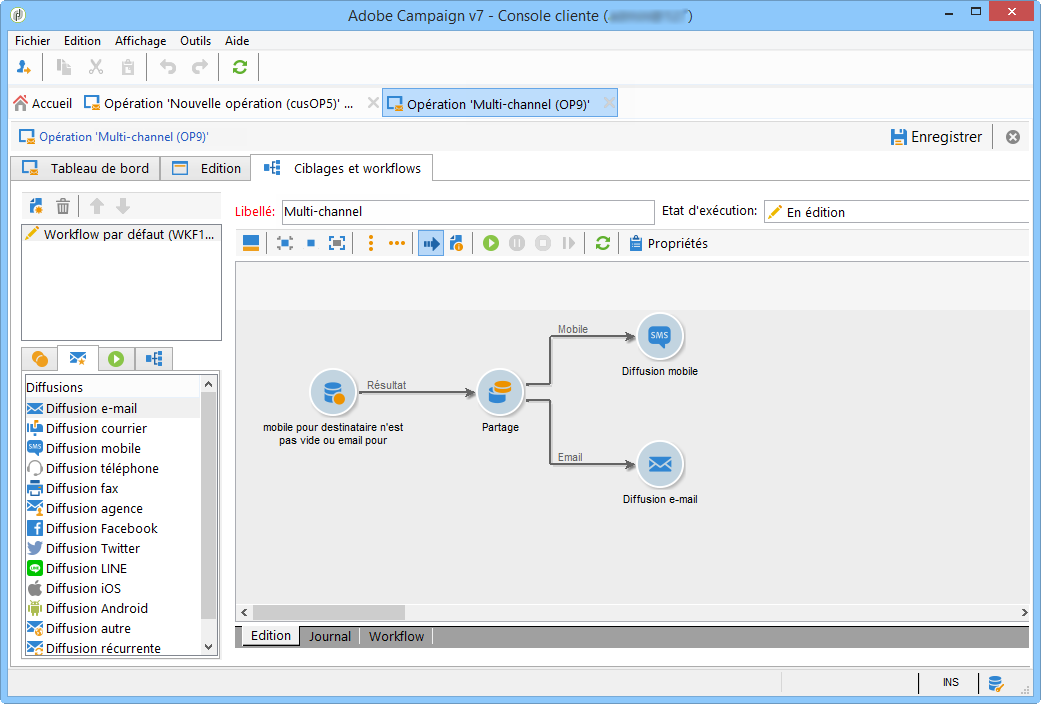 Adobe Campaign v7 - Console cliente ( )
Fichier Edition Affichage Outils Aide
Accueil Opération 'Nouvelle opération (cusOP5)' ... Opération 'Multi-channel (OP9)'
Opération 'Multi-channel (OP9)' Enregistrer
Tableau de bord Edition Ciblages et workflows
Libellé: Multi-channel Etat d'exécution: En édition
Workflow par défaut (WKF1...
Propriétés
Diffusions
Diffusion e-mail
Diffusion courrier
SMS Diffusion mobile
Diffusion téléphone
Diffusion fax
Diffusion agence
Diffusion Facebook
Diffusion Twitter
Diffusion LINE
Diffusion iOS
Diffusion Android
Diffusion autre
Diffusion récurrente
Mobile
SMS
Diffusion mobile
Résultat
mobile pour destinataire n'est
pas vide ou email pour
Partage
Email
Diffusion e-mail
Edition Journal Workflow
INS